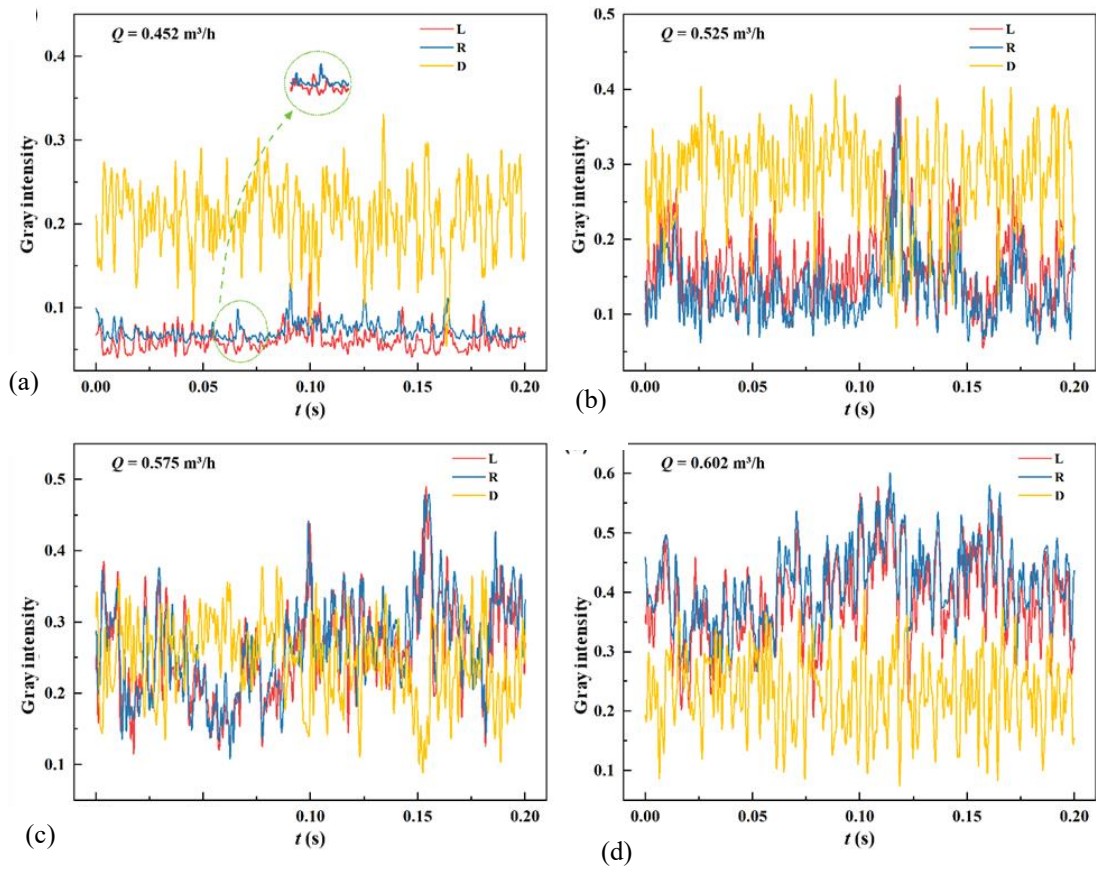 Q = 0.452 m³/h
L
R
D
0.4
0.3
0.2
0.1
Gray intensity
0.00
0.05
0.10
0.15
0.20
t (s)
(a)
0.5
Q = 0.525 m³/h
L
R
D
0.4
0.3
0.2
0.1
Gray intensity
0.00
0.05
0.10
0.15
0.20
t (s)
(b)
Q = 0.575 m³/h
L
R
D
0.5
0.4
0.3
0.2
0.1
Gray intensity
0.10
0.20
t (s)
(c)
Q = 0.602 m³/h
L
R
D
0.6
0.5
0.4
0.3
0.2
0.1
Gray intensity
0.00
0.05
0.10
0.15
0.20
t (s)
(d)